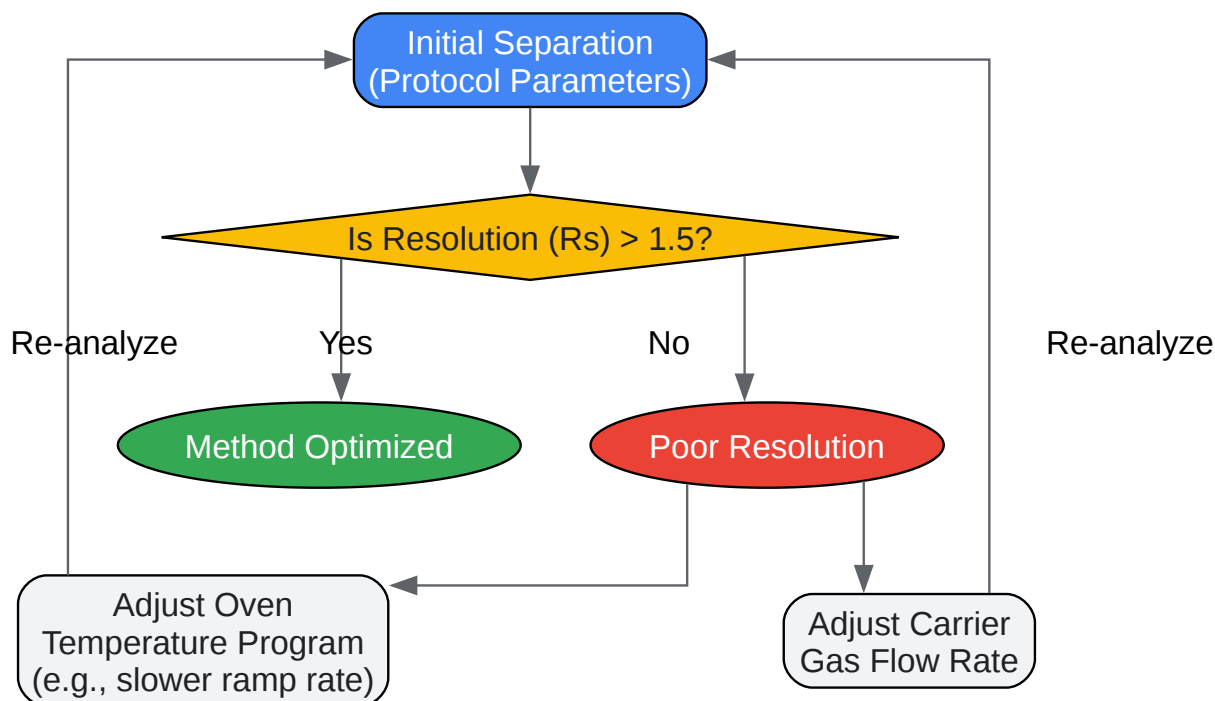 Initial Separation
(Protocol Parameters)
Is Resolution (Rs) > 1.5?
Re-analyze
Yes
No
Re-analyze
Method Optimized
Poor Resolution
Adjust Oven
Temperature Program
(e.g., slower ramp rate)
Adjust Carrier
Gas Flow Rate